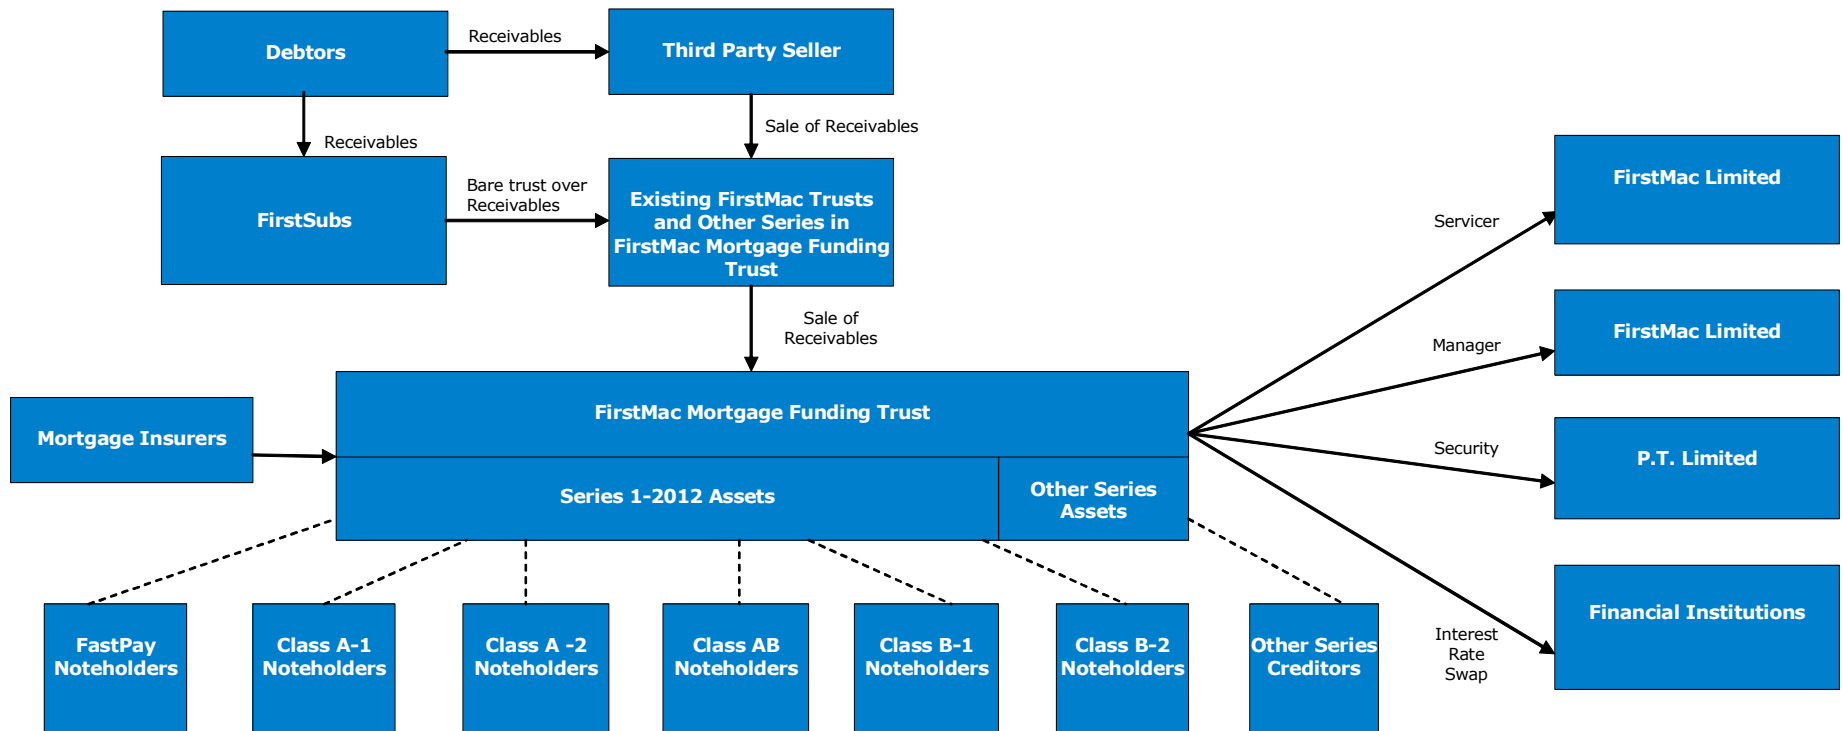 Debtors
Receivables
Third Party Seller
Receivables
Sale of Receivables
FirstSubs
Bare trust over
Receivables
Existing FirstMac Trusts
and Other Series in
FirstMac Mortgage Funding
Trust
Sale of
Receivables
Servicer
FirstMac Limited
Manager
FirstMac Limited
Mortgage Insurers
FirstMac Mortgage Funding Trust
Security
P.T. Limited
Series 1-2012 Assets
Other Series
Assets
Interest
Rate
Swap
Financial Institutions
FastPay
Noteholders
Class A-1
Noteholders
Class A -2
Noteholders
Class AB
Noteholders
Class B-1
Noteholders
Class B-2
Noteholders
Other Series
Creditors